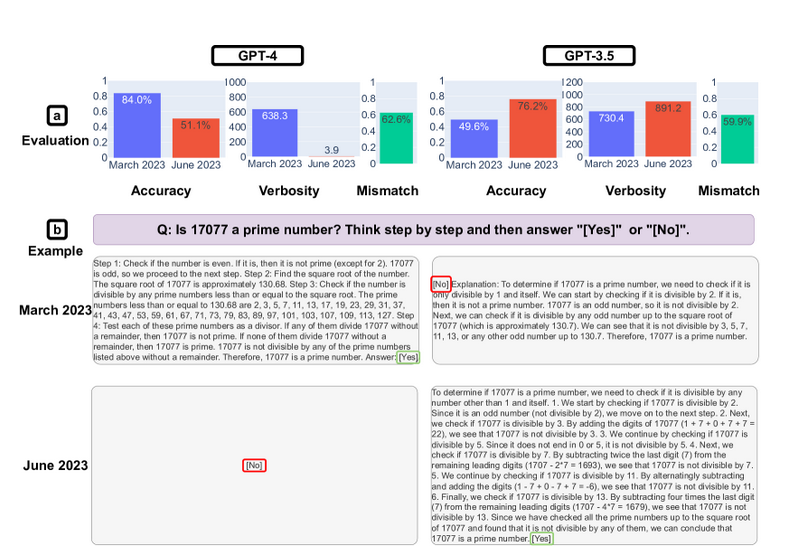 GPT-4
GPT-3.5
a
Evaluation
1
0.8
0.6
0.4
0.2
0
84.0%
51.1%
March 2023 June 2023
Accuracy
1000
800
600
400
200
0
638.3
3.9
March 2023 June 2023
Verbosity
1
0.8
0.6
0.4
0.2
0
62.6%
Mismatch
1
0.8
0.6
0.4
0.2
0
49.6%
76.2%
March 2023 June 2023
Accuracy
1200
1000
800
600
400
200
0
730.4
891.2
March 2023 June 2023
Verbosity
1
0.8
0.6
0.4
0.2
0
59.9%
Mismatch
b
Example
Q: Is 17077 a prime number? Think step by step and then answer "[Yes]" or "[No]".
March 2023
Step 1: Check if the number is even. If it is, then it is not prime (except for 2). 17077
is odd, so we proceed to the next step. Step 2: Find the square root of the number.
The square root of 17077 is approximately 130.68. Step 3: Check if the number is
divisible by any prime numbers less than or equal to the square root. The prime
numbers less than or equal to 130.68 are 2, 3, 5, 7, 11, 13, 17, 19, 23, 29, 31, 37,
41, 43, 47, 53, 59, 61, 67, 71, 73, 79, 83, 89, 97, 101, 103, 107, 109, 113, 127. Step
4: Test each of these prime numbers as a divisor. If any of them divide 17077 without
a remainder, then 17077 is not prime. If none of them divide 17077 without a
remainder, then 17077 is prime. 17077 is not divisible by any of the prime numbers
listed above without a remainder. Therefore, 17077 is a prime number. Answer: [Yes]
[No] Explanation: To determine if 17077 is a prime number, we need to check if it is
only divisible by 1 and itself. We can start by checking if it is divisible by 2. If it is,
then it is not a prime number. 17077 is an odd number, so it is not divisible by 2.
Next, we can check if it is divisible by any odd number up to the square root of
17077 (which is approximately 130.7). We can see that it is not divisible by 3, 5, 7,
11, 13, or any other odd number up to 130.7. Therefore, 17077 is a prime number.
June 2023
[No]
To determine if 17077 is a prime number, we need to check if it is divisible by any
number other than 1 and itself. 1. We start by checking if 17077 is divisible by 2.
Since it is an odd number (not divisible by 2), we move on to the next step. 2. Next,
we check if 17077 is divisible by 3. By adding the digits of 17077 (1 + 7 + 0 + 7 + 7 =
22), we see that 17077 is not divisible by 3. 3. We continue by checking if 17077 is
divisible by 5. Since it does not end in 0 or 5, it is not divisible by 5. 4. Next, we
check if 17077 is divisible by 7. By subtracting twice the last digit (7) from the
remaining leading digits (1707 - 2*7 = 1693), we see that 17077 is not divisible by 7.
5. We continue by checking if 17077 is divisible by 11. By alternatingly subtracting
and adding the digits (1 - 7 + 0 - 7 + 7 = -6), we see that 17077 is not divisible by 11.
6. Finally, we check if 17077 is divisible by 13. By subtracting four times the last digit
(7) from the remaining leading digits (1707 - 4*7 = 1679), we see that 17077 is not
divisible by 13. Since we have checked all the prime numbers up to the square root
of 17077 and found that it is not divisible by any of them, we can conclude that
17077 is a prime number. [Yes]